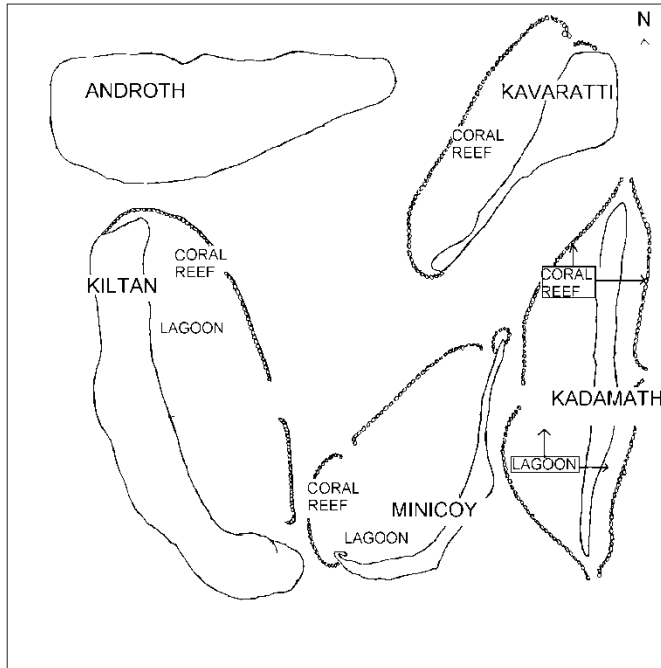 N
ANDROTH
KAVARATTI
CORAL
REEF
CORAL
REEF
KILTAN
LAGOON
CORAL
REEF
KADAMATH
LAGOON
CORAL
REEF
MINICOY
LAGOON